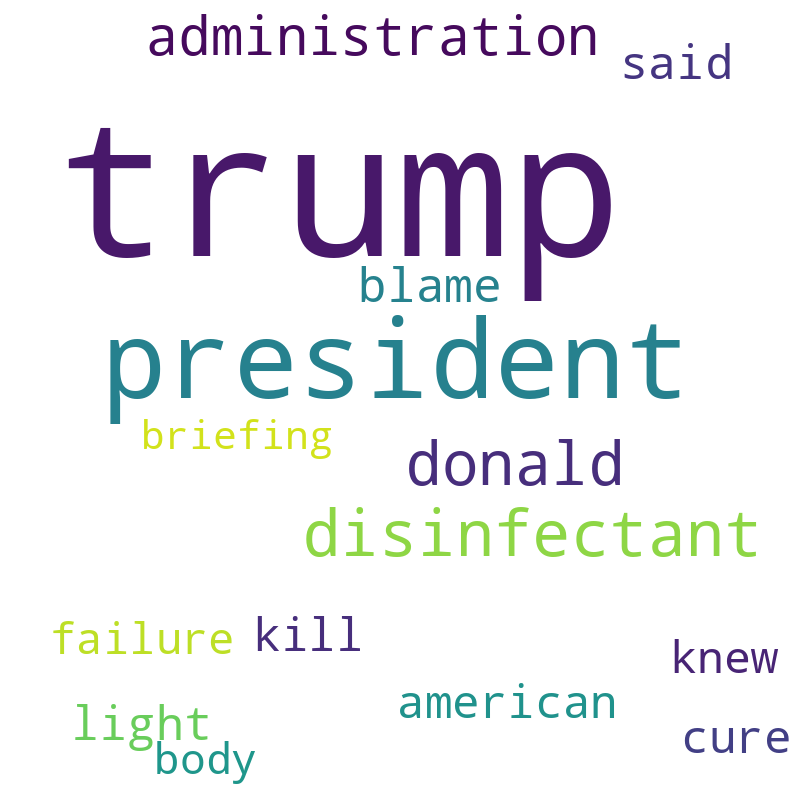 administration
said
trump
blame
president
briefing
donald
disinfectant
failure
kill
knew
american
light
cure
body